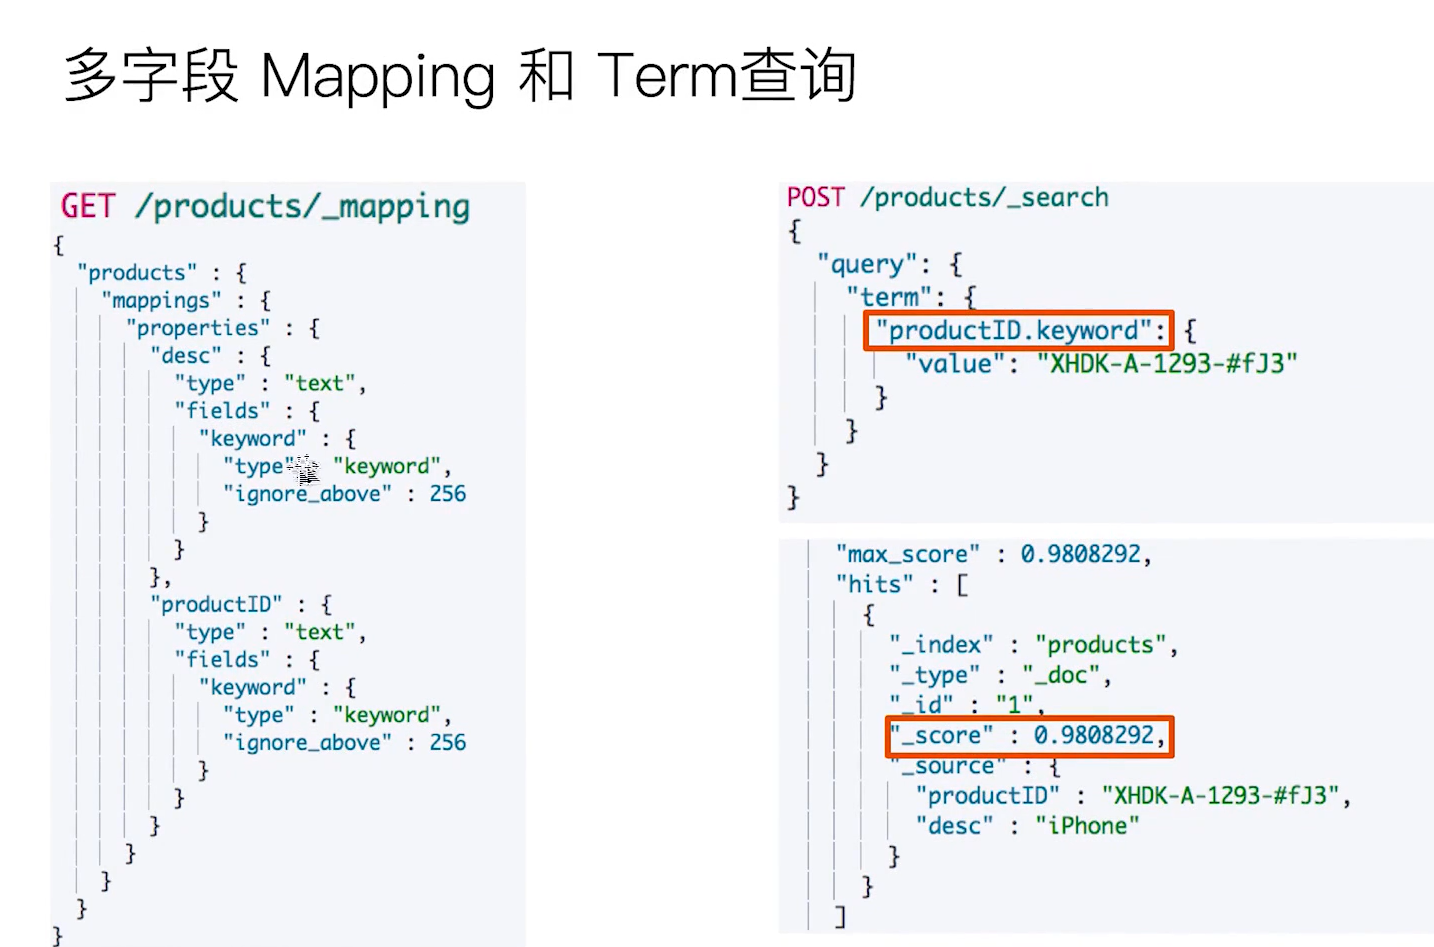 多字段 Mapping 和 Term查询
GET /products/_mapping
{
"products" : {
"mappings" : {
"properties" : {
"desc" : {
"type" : "text",
"fields" : {
"keyword" : {
"type" "keyword",
"ignore_above" : 256
}
}
},
"productID" : {
"type" : "text",
"fields" : {
"keyword" : {
"type" : "keyword",
"ignore_above" : 256
}
}
}
}
}
}
}
POST /products/_search
{
"query": {
"term": {
"productID.keyword": {
"value": "XHDK-A-1293-#fJ3"
}
}
}
}
"max_score" : 0.9808292,
"hits" : [
{
"_index" : "products",
"_type" : "_doc",
"_id" : "1",
"_score" : 0.9808292,
"_source" : {
"productID" : "XHDK-A-1293-#fJ3",
"desc" : "iPhone"
}
}
]